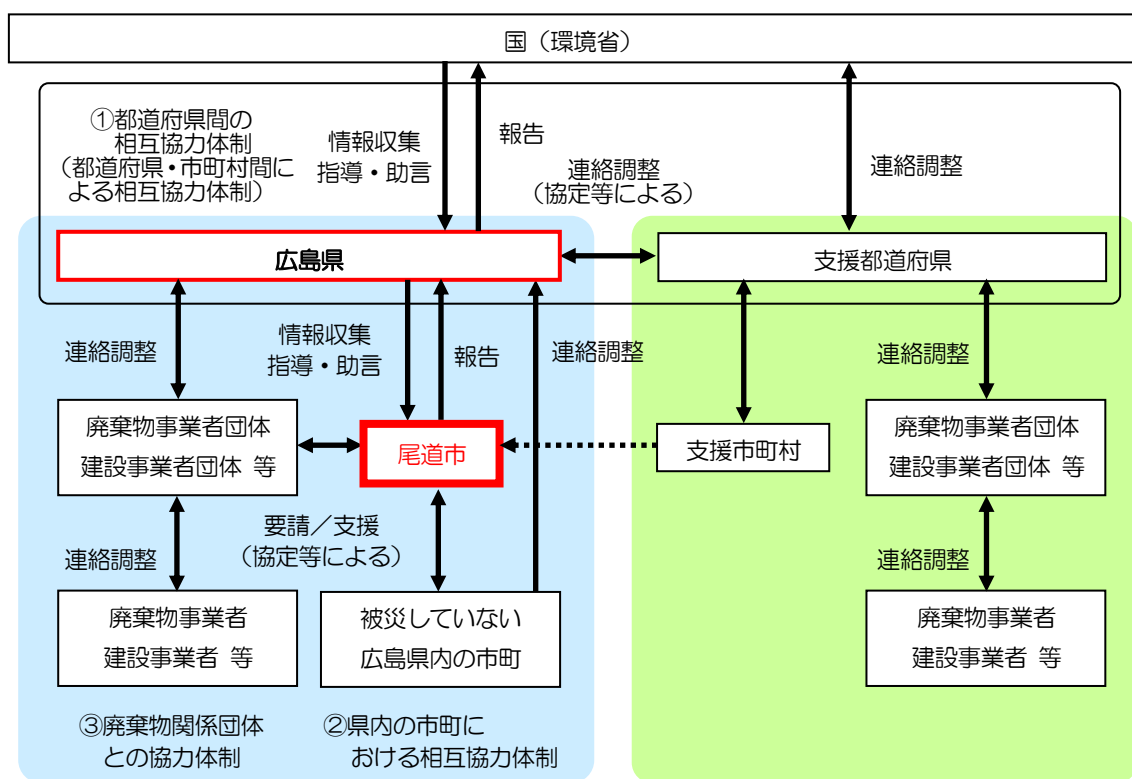 国（環境省）
①都道府県間の
相互協力体制
（都道府県・市町村間に
よる相互協力体制）
情報収集
指導・助言
報告
連絡調整
（協定等による）
連絡調整
広島県
支援都道府県
連絡調整
情報収集
指導・助言
報告
連絡調整
連絡調整
廃棄物事業者団体
建設事業者団体 等
尾道市
支援市町村
廃棄物事業者団体
建設事業者団体 等
連絡調整
要請／支援
（協定等による）
連絡調整
廃棄物事業者
建設事業者 等
被災していない
広島県内の市町
廃棄物事業者
建設事業者 等
③廃棄物関係団体
との協力体制
②県内の市町に
おける相互協力体制